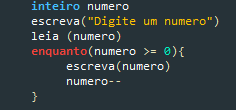 inteiro numero
escreva("Digite um numero")
leia (numero)
enquanto(numero >= 0){
escreva(numero)
numero--
}